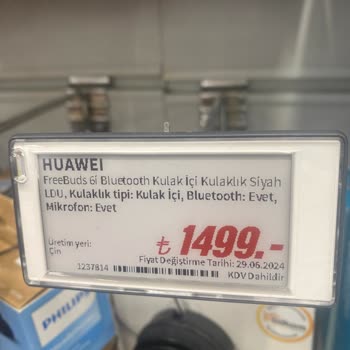 HUAWEI
FreeBuds 6i Bluetooth Kulak İçi Kulaklık Siyah
LDU, Kulaklık tipi: Kulak İçi, Bluetooth: Evet,
Mikrofon: Evet
₺ 1499.-
Üretim yeri:
Çin
Fiyat Değiştirme Tarihi: 29.06.2024
1237814
KDV Dahildir
PHILIPS